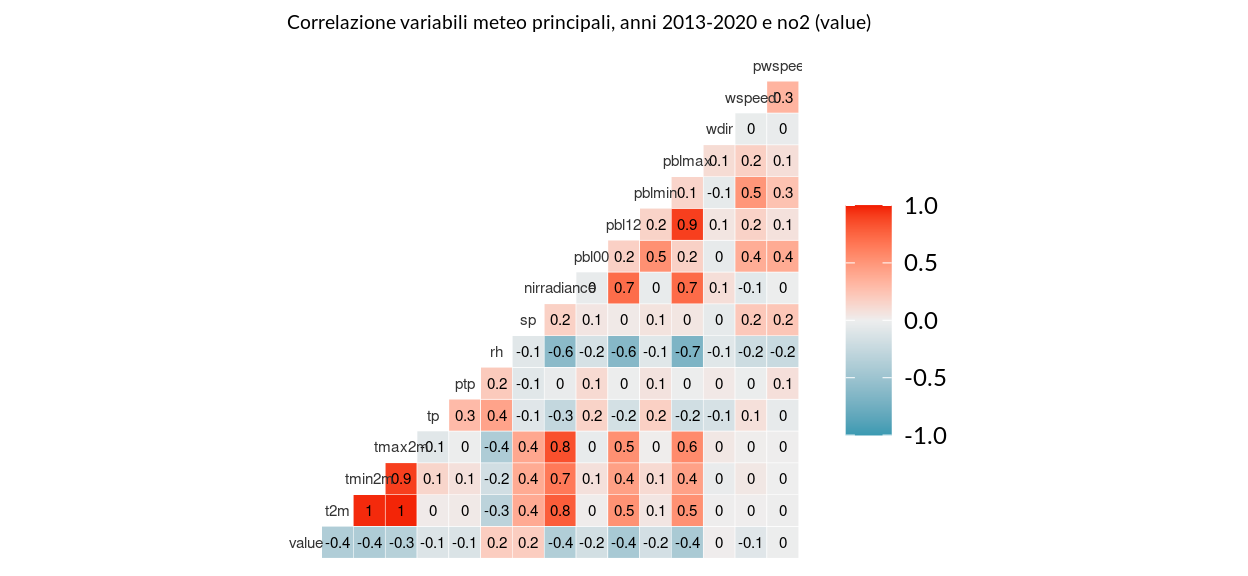 Correlazione variabili meteo principali, anni 2013-2020 e no2 (value)
pwspee
wspeed 0.3
wdir 0 0
pblmax 0.1 0.2 0.1
pblmin 0.1 -0.1 0.5 0.3
pbl12 0.2 0.9 0.1 0.2 0.1
pbl00 0.2 0.5 0.2 0 0.4 0.4
nirradiance 0 0.7 0 0.7 0.1 -0.1 0
sp 0.2 0.1 0 0.1 0 0 0.2 0.2
rh -0.1 -0.6 -0.2 -0.6 -0.1 -0.7 -0.1 -0.2 -0.2
ptp 0.2 -0.1 0 0.1 0 0.1 0 0 0 0.1
tp 0.3 0.4 -0.1 -0.3 0.2 -0.2 0.2 -0.2 -0.1 0.1 0
tmax2m -0.1 0 -0.4 0.4 0.8 0 0.5 0 0.6 0 0 0
tmin2m 0.9 0.1 0.1 -0.2 0.4 0.7 0.1 0.4 0.1 0.4 0 0 0
t2m 1 1 0 0 -0.3 0.4 0.8 0 0.5 0.1 0.5 0 0 0
value -0.4 -0.4 -0.3 -0.1 -0.1 0.2 0.2 -0.4 -0.2 -0.4 -0.2 -0.4 0 -0.1 0
1.0
0.5
0.0
-0.5
-1.0